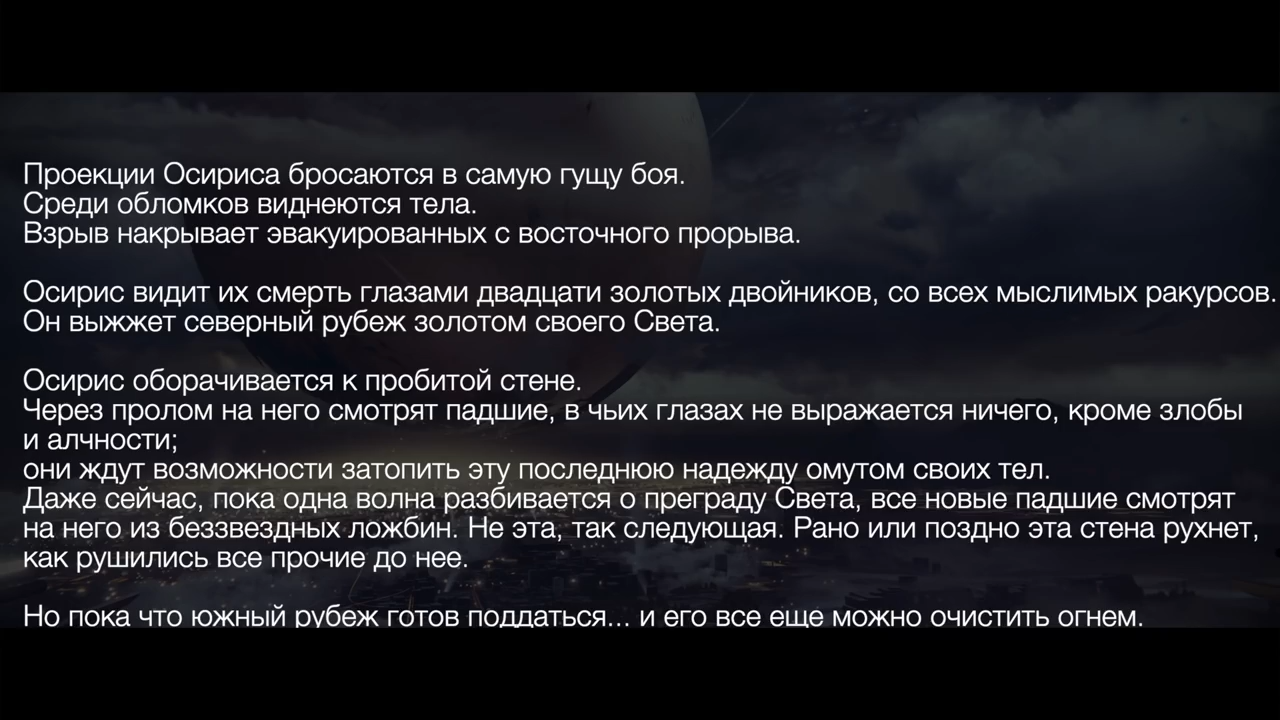 Проекции Осириса бросаются в самую гущу боя.
Среди обломков виднеются тела.
Взрыв накрывает эвакуированных с восточного прорыва.
Осирис видит их смерть глазами двадцати золотых двойников, со всех мыслимых ракурсов.
Он выжжет северный рубеж золотом своего Света.
Осирис оборачивается к пробитой стене.
Через пролом на него смотрят падшие, в чьих глазах не выражается ничего, кроме злобы
и алчности;
они ждут возможности затопить эту последнюю надежду омутом своих тел.
Даже сейчас, пока одна волна разбивается о преграду Света, все новые падшие смотрят
на него из беззвездных ложбин. Не эта, так следующая. Рано или поздно эта стена рухнет,
как рушились все прочие до нее.
Но пока что южный рубеж готов поддаться... и его все еще можно очистить огнем.